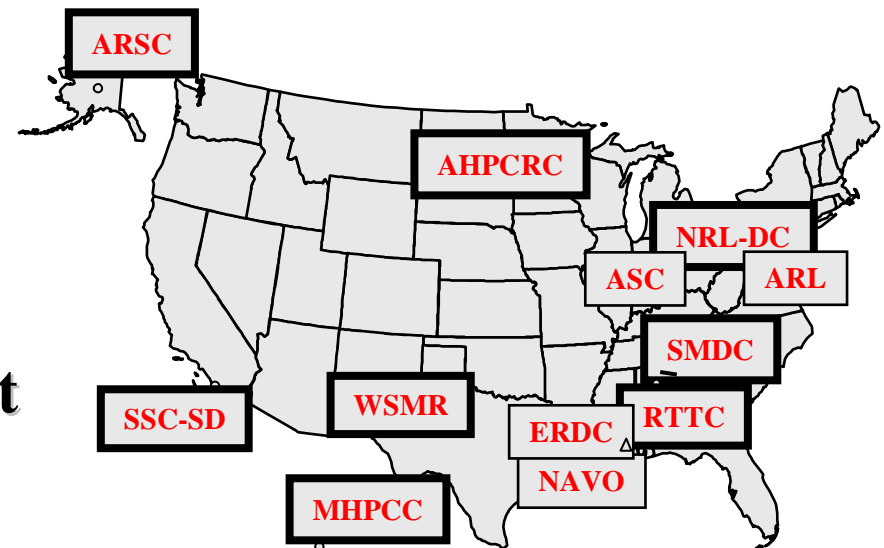 ARSC
AHPCRC
NRL-DC
ASC
ARL
SMDC
t
SSC-SD
WSMR
ERDC
RTTC
NAVO
MHPCC